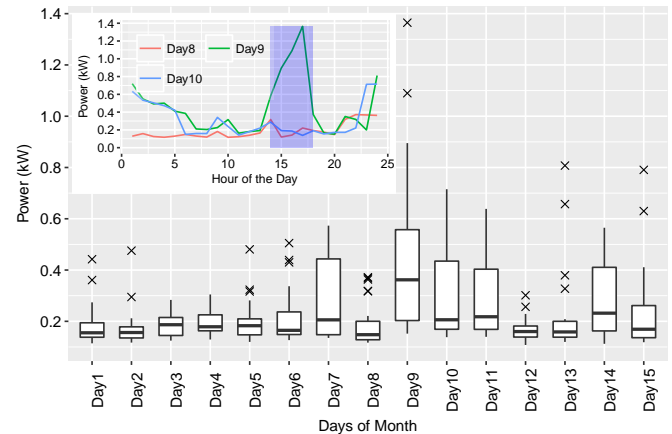 1.4
1.2
1.0
0.8
0.6
0.4
0.2
Power (kW)
1.4
1.2
1.0
0.8
0.6
0.4
0.2
0.0
Power (kW)
Day8
Day9
Day10
0
5
10
15
20
25
Hour of the Day
Day1
Day2
Day3
Day4
Day5
Day6
Day7
Day8
Day9
Day10
Day11
Day12
Day13
Day14
Day15
Days of Month